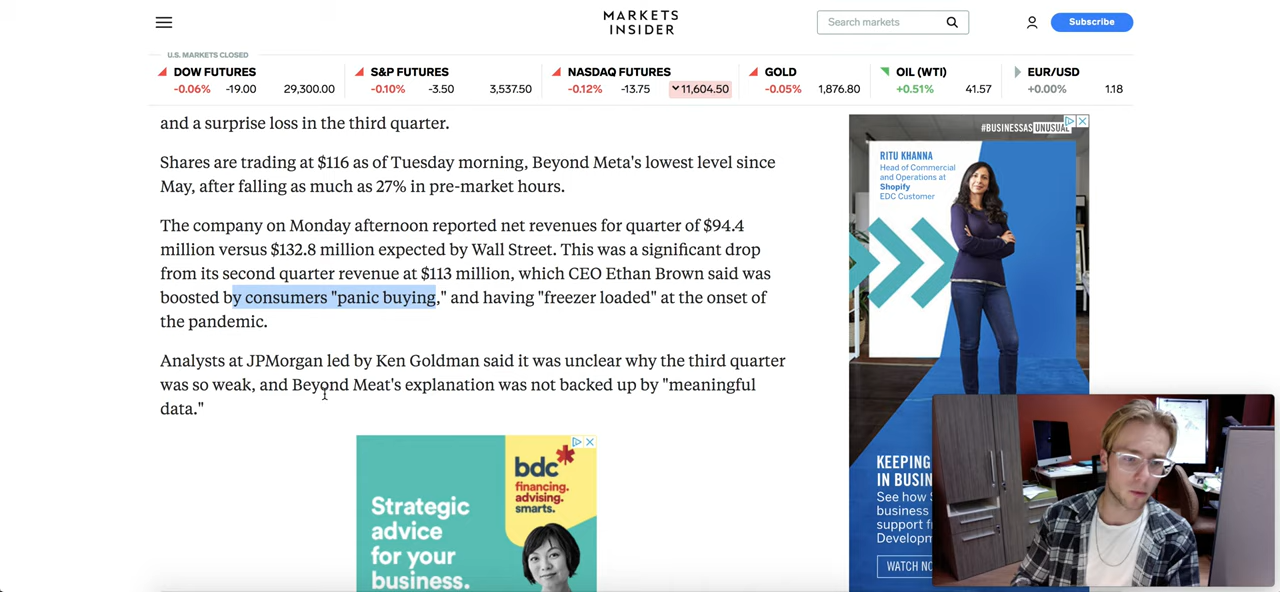 MARKETS
INSIDER
Search markets
Subscribe
U.S. MARKETS CLOSED
DOW FUTURES
-0.06% -19.00 29,300.00
S&P FUTURES
-0.10% -3.50 3,537.50
NASDAQ FUTURES
-0.12% -13.75 11,604.50
GOLD
-0.05% 1,876.80
OIL (WTI)
+0.51% 41.57
EUR/USD
+0.00% 1.18
and a surprise loss in the third quarter.
Shares are trading at $116 as of Tuesday morning, Beyond Meta's lowest level since
May, after falling as much as 27% in pre-market hours.
The company on Monday afternoon reported net revenues for quarter of $94.4
million versus $132.8 million expected by Wall Street. This was a significant drop
from its second quarter revenue at $113 million, which CEO Ethan Brown said was
boosted by consumers "panic buying," and having "freezer loaded" at the onset of
the pandemic.
Analysts at JPMorgan led by Ken Goldman said it was unclear why the third quarter
was so weak, and Beyond Meat's explanation was not backed up by "meaningful
data."
bdc
financing.
advising.
smarts.
Strategic
advice
for your
business.
#BUSINESSASUNUSUAL
RITU KHANNA
Head of Commercial
and Operations at
Shopify
EDC Customer
KEEPING
IN BUSIN
See how
business
support f
Develop
WATCH NO